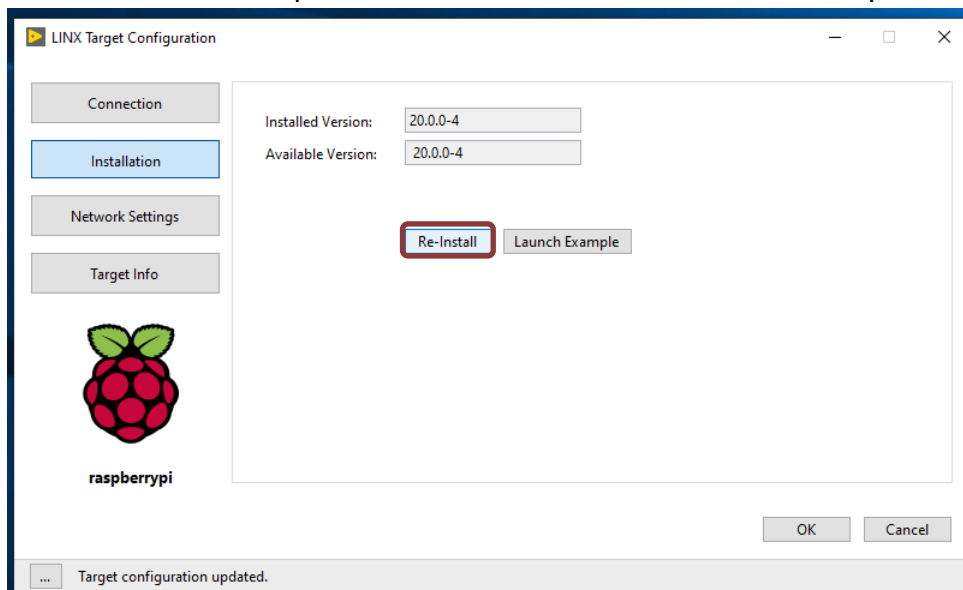 LINX Target Configuration
Connection
Installed Version: 20.0.0-4
Installation
Available Version: 20.0.0-4
Network Settings
Re-Install Launch Example
Target Info
raspberrypi
OK Cancel
... Target configuration updated.